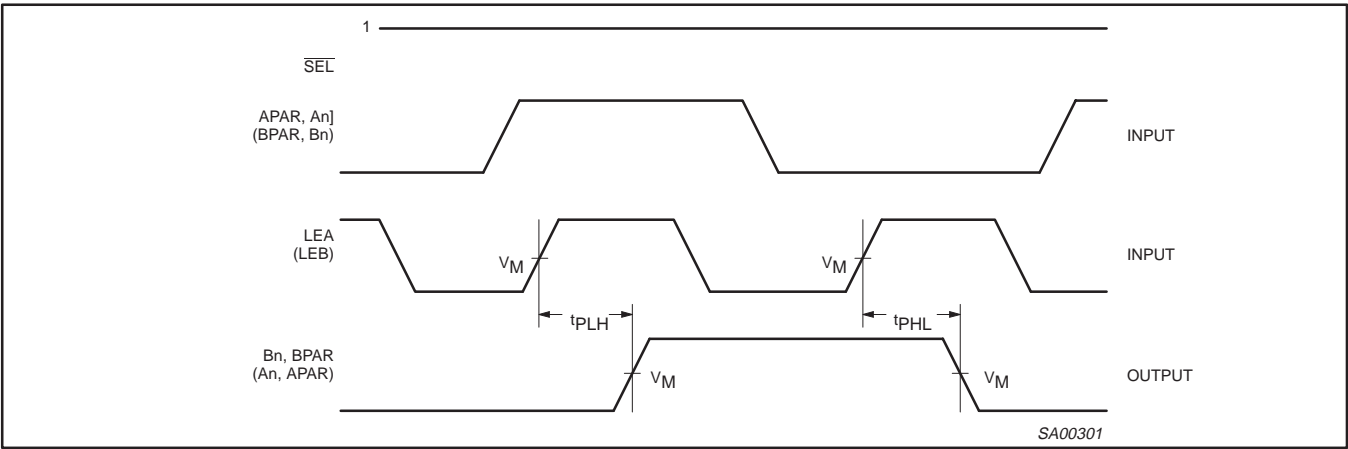 1
SEL
APAR, An]
(BPAR, Bn)
INPUT
LEA
(LEB)
VM
VM
INPUT
tPLH
tPHL
Bn, BPAR
(An, APAR)
VM
VM
OUTPUT
SA00301